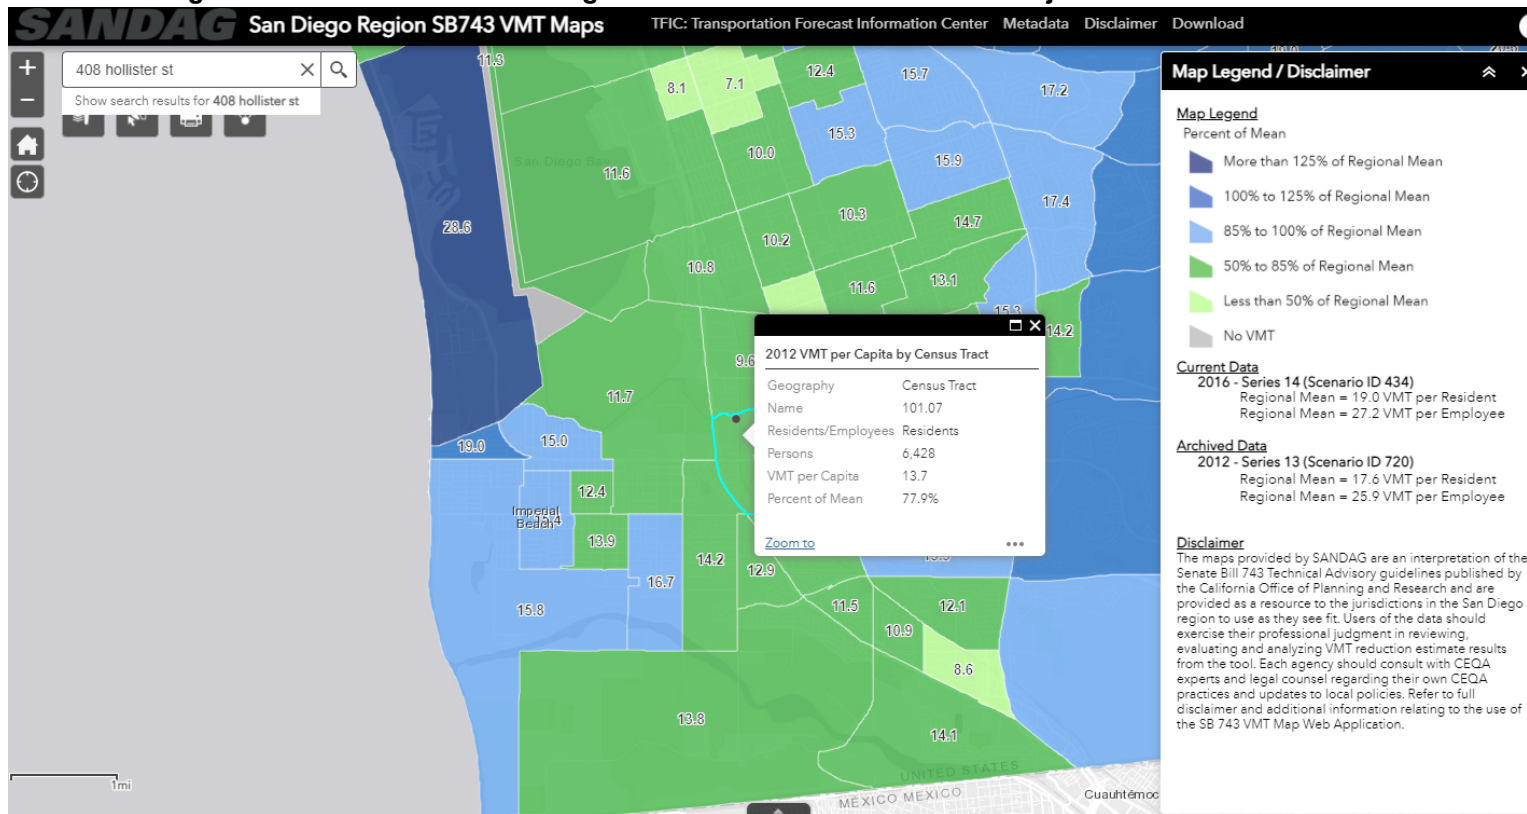 SANDAG San Diego Region SB743 VMT Maps TFIC: Transportation Forecast Information Center Metadata Disclaimer Download
408 hollister st
Show search results for 408 hollister st
11.3
8.1
7.1
12.4
15.7
17.2
15.3
San Diego Bay
10.0
15.9
11.6
17.4
10.3
14.7
28.6
10.2
10.8
11.6
13.1
15.3
14.2
9.6
11.7
19.0
15.0
12.4
Imperial
Beach
13.9
14.2
12.9
16.7
15.8
11.5
12.1
10.9
8.6
13.8
14.1
UNITED STATES
MÉXICO MEXICO
Cuauhtémoc
1mi
2012 VMT per Capita by Census Tract
Geography Census Tract
Name 101.07
Residents/Employees Residents
Persons 6,428
VMT per Capita 13.7
Percent of Mean 77.9%
Zoom to
Map Legend / Disclaimer
Map Legend
Percent of Mean
More than 125% of Regional Mean
100% to 125% of Regional Mean
85% to 100% of Regional Mean
50% to 85% of Regional Mean
Less than 50% of Regional Mean
No VMT
Current Data
2016 - Series 14 (Scenario ID 434)
Regional Mean = 19.0 VMT per Resident
Regional Mean = 27.2 VMT per Employee
Archived Data
2012 - Series 13 (Scenario ID 720)
Regional Mean = 17.6 VMT per Resident
Regional Mean = 25.9 VMT per Employee
Disclaimer
The maps provided by SANDAG are an interpretation of the
Senate Bill 743 Technical Advisory guidelines published by
the California Office of Planning and Research and are
provided as a resource to the jurisdictions in the San Diego
region to use as they see fit. Users of the data should
exercise their professional judgment in reviewing,
evaluating and analyzing VMT reduction estimate results
from the tool. Each agency should consult with CEQA
experts and legal counsel regarding their own CEQA
practices and updates to local policies. Refer to full
disclaimer and additional information relating to the use of
the SB 743 VMT Map Web Application.